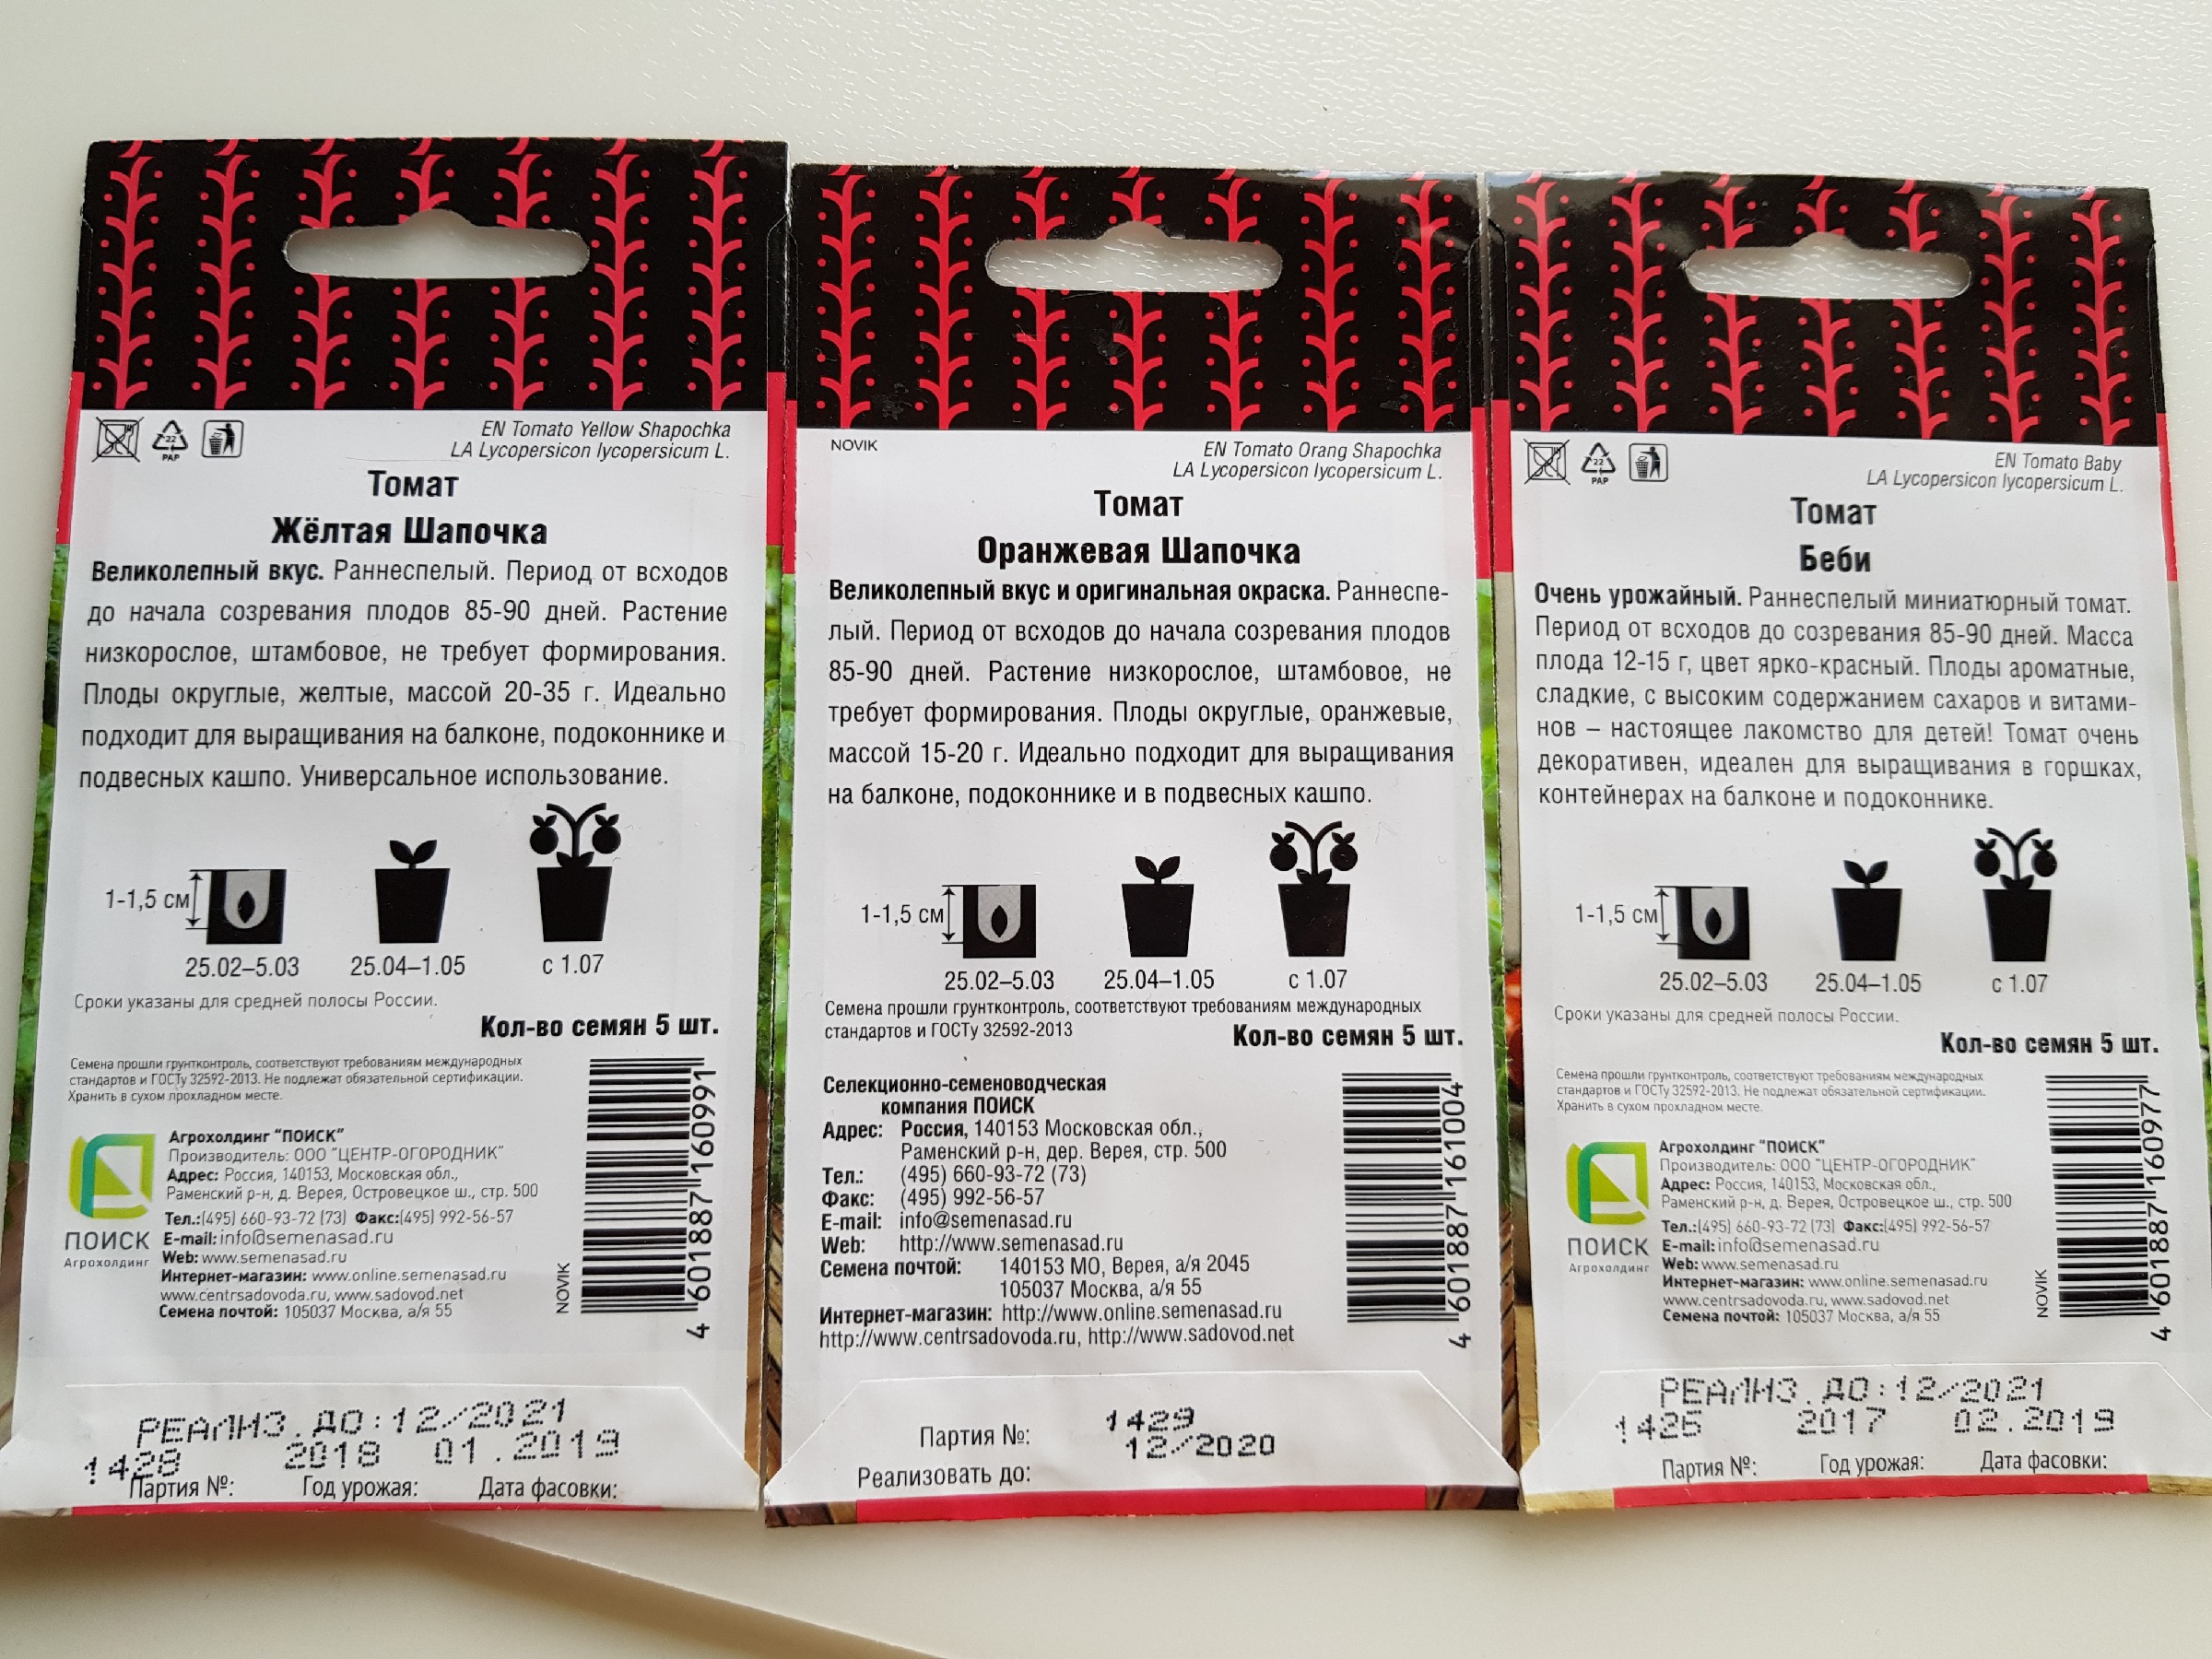 EN Tomato Yellow Shapochka
LA Lycopersicon lycopersicum L.
22
PAP
Томат
Жёлтая Шапочка
Великолепный вкус. Раннеспелый. Период от всходов
до начала созревания плодов 85-90 дней. Растение
низкорослое, штамбовое, не требует формирования.
Плоды округлые, желтые, массой 20-35 г. Идеально
подходит для выращивания на балконе, подоконнике и
подвесных кашпо. Универсальное использование.
1-1,5 см
25.02–5.03 25.04–1.05 с 1.07
Сроки указаны для средней полосы России.
Кол-во семян 5 шт.
Семена прошли грунтконтроль, соответствуют требованиям международных
стандартов и ГОСТу 32592-2013. Не подлежат обязательной сертификации.
Хранить в сухом прохладном месте.
Агрохолдинг "ПОИСК"
Производитель: ООО "ЦЕНТР-ОГОРОДНИК"
Адрес: Россия, 140153, Московская обл.,
Раменский р-н, д. Верея, Островецкое ш., стр. 500
Тел.:(495) 660-93-72 (73) Факс:(495) 992-56-57
E-mail: info@semenasad.ru
Web: www.semenasad.ru
Интернет-магазин: www.online.semenasad.ru
www.centrsadovoda.ru, www.sadovod.net
Семена почтой: 105037 Москва, а/я 55
ПОИСК
Агрохолдинг
NOVIK
4 601887 160991
РЕАЛИЗ.ДО:12/2021
1428 2018 01.2019
Партия №: Год урожая: Дата фасовки:
NOVIK
EN Tomato Orang Shapochka
LA Lycopersicon lycopersicum L.
Томат
Оранжевая Шапочка
Великолепный вкус и оригинальная окраска. Раннеспе-
лый. Период от всходов до начала созревания плодов
85-90 дней. Растение низкорослое, штамбовое, не
требует формирования. Плоды округлые, оранжевые,
массой 15-20 г. Идеально подходит для выращивания
на балконе, подоконнике и в подвесных кашпо.
1-1,5 см
25.02–5.03 25.04–1.05 с 1.07
Семена прошли грунтконтроль, соответствуют требованиям международных
стандартов и ГОСТу 32592-2013
Кол-во семян 5 шт.
Селекционно-семеноводческая
компания ПОИСК
Адрес: Россия, 140153 Московская обл.,
Раменский р-н, дер. Верея, стр. 500
Тел.: (495) 660-93-72 (73)
Факс: (495) 992-56-57
E-mail: info@semenasad.ru
Web: http://www.semenasad.ru
Семена почтой: 140153 МО, Верея, а/я 2045
105037 Москва, а/я 55
Интернет-магазин: http://www.online.semenasad.ru
http://www.centrsadovoda.ru, http://www.sadovod.net
4 601887 161004
Партия №: 1429
12/2020
Реализовать до:
EN Tomato Baby
LA Lycopersicon lycopersicum L.
22
PAP
Томат
Беби
Очень урожайный. Раннеспелый миниатюрный томат.
Период от всходов до созревания 85-90 дней. Масса
плода 12-15 г, цвет ярко-красный. Плоды ароматные,
сладкие, с высоким содержанием сахаров и витами-
нов – настоящее лакомство для детей! Томат очень
декоративен, идеален для выращивания в горшках,
контейнерах на балконе и подоконнике.
1-1,5 см
25.02–5.03 25.04–1.05 с 1.07
Сроки указаны для средней полосы России.
Кол-во семян 5 шт.
Семена прошли грунтконтроль, соответствуют требованиям международных
стандартов и ГОСТу 32592-2013. Не подлежат обязательной сертификации.
Хранить в сухом прохладном месте.
Агрохолдинг "ПОИСК"
Производитель: ООО "ЦЕНТР-ОГОРОДНИК"
Адрес: Россия, 140153, Московская обл.,
Раменский р-н, д. Верея, Островецкое ш., стр. 500
Тел.:(495) 660-93-72 (73) Факс:(495) 992-56-57
E-mail: info@semenasad.ru
Web: www.semenasad.ru
Интернет-магазин: www.online.semenasad.ru
www.centrsadovoda.ru, www.sadovod.net
Семена почтой: 105037 Москва, а/я 55
ПОИСК
Агрохолдинг
NOVIK
4 601887 160977
РЕАЛИЗ.ДО:12/2021
1426 2017 02.2019
Партия №: Год урожая: Дата фасовки: